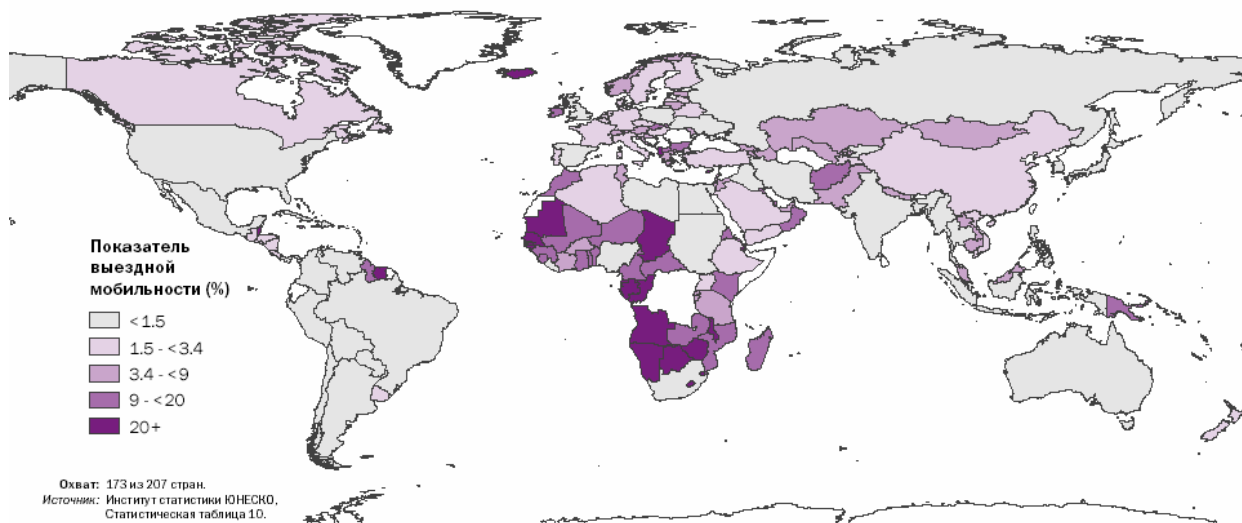 Показатель
выездной
мобильности (%)
<1.5
1.5 - <3.4
3.4 - <9
9 - <20
20+
Охват: 173 из 207 стран.
Источник: Институт статистики ЮНЕСКО,
Статистическая таблица 10.